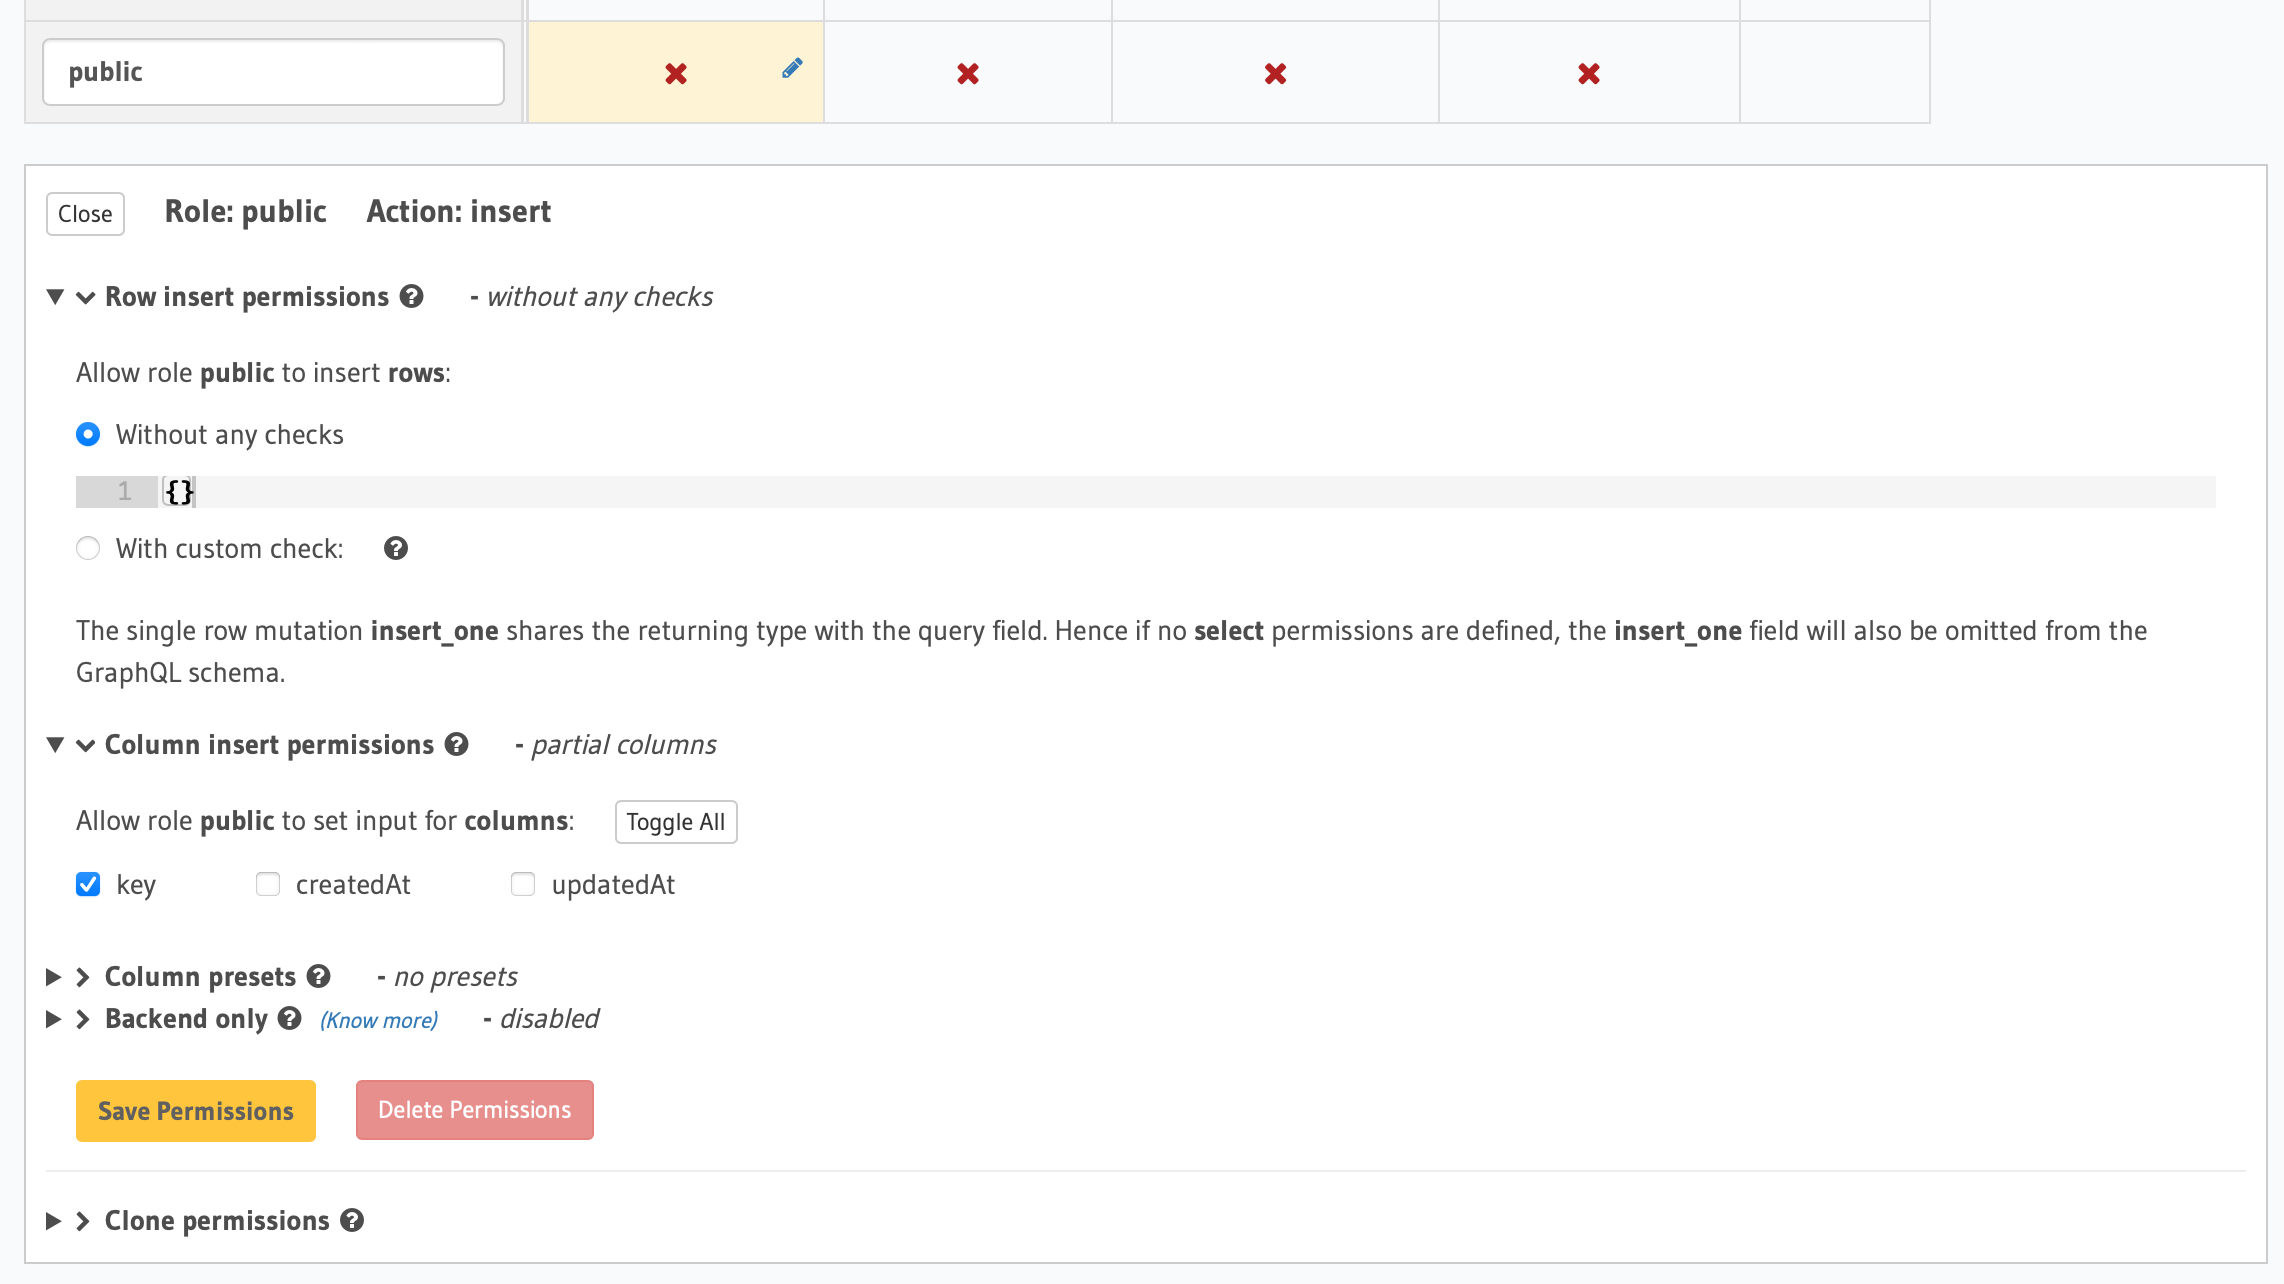 public
Close Role: public Action: insert
Row insert permissions - without any checks
Allow role public to insert rows:
Without any checks
1 {}
With custom check:
The single row mutation insert_one shares the returning type with the query field. Hence if no select permissions are defined, the insert_one field will also be omitted from the
GraphQL schema.
Column insert permissions - partial columns
Allow role public to set input for columns: Toggle All
key createdAt updatedAt
Column presets - no presets
Backend only (Know more) - disabled
Save Permissions Delete Permissions
Clone permissions